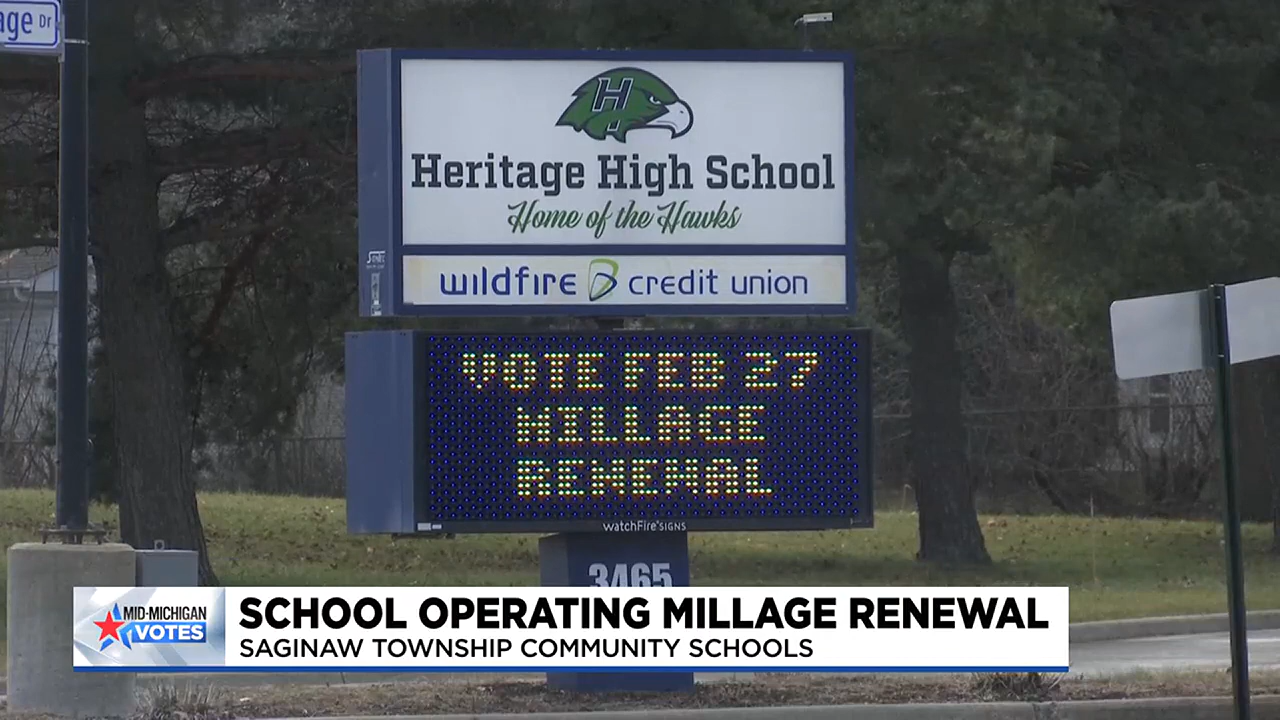 age Dr
H
Heritage High School
Home of the Hawks
wildfire credit union
VOTE FEB 27
MILLAGE
RENEWAL
watchfire SIGNS
3465
MID-MICHIGAN
VOTES
SCHOOL OPERATING MILLAGE RENEWAL
SAGINAW TOWNSHIP COMMUNITY SCHOOLS